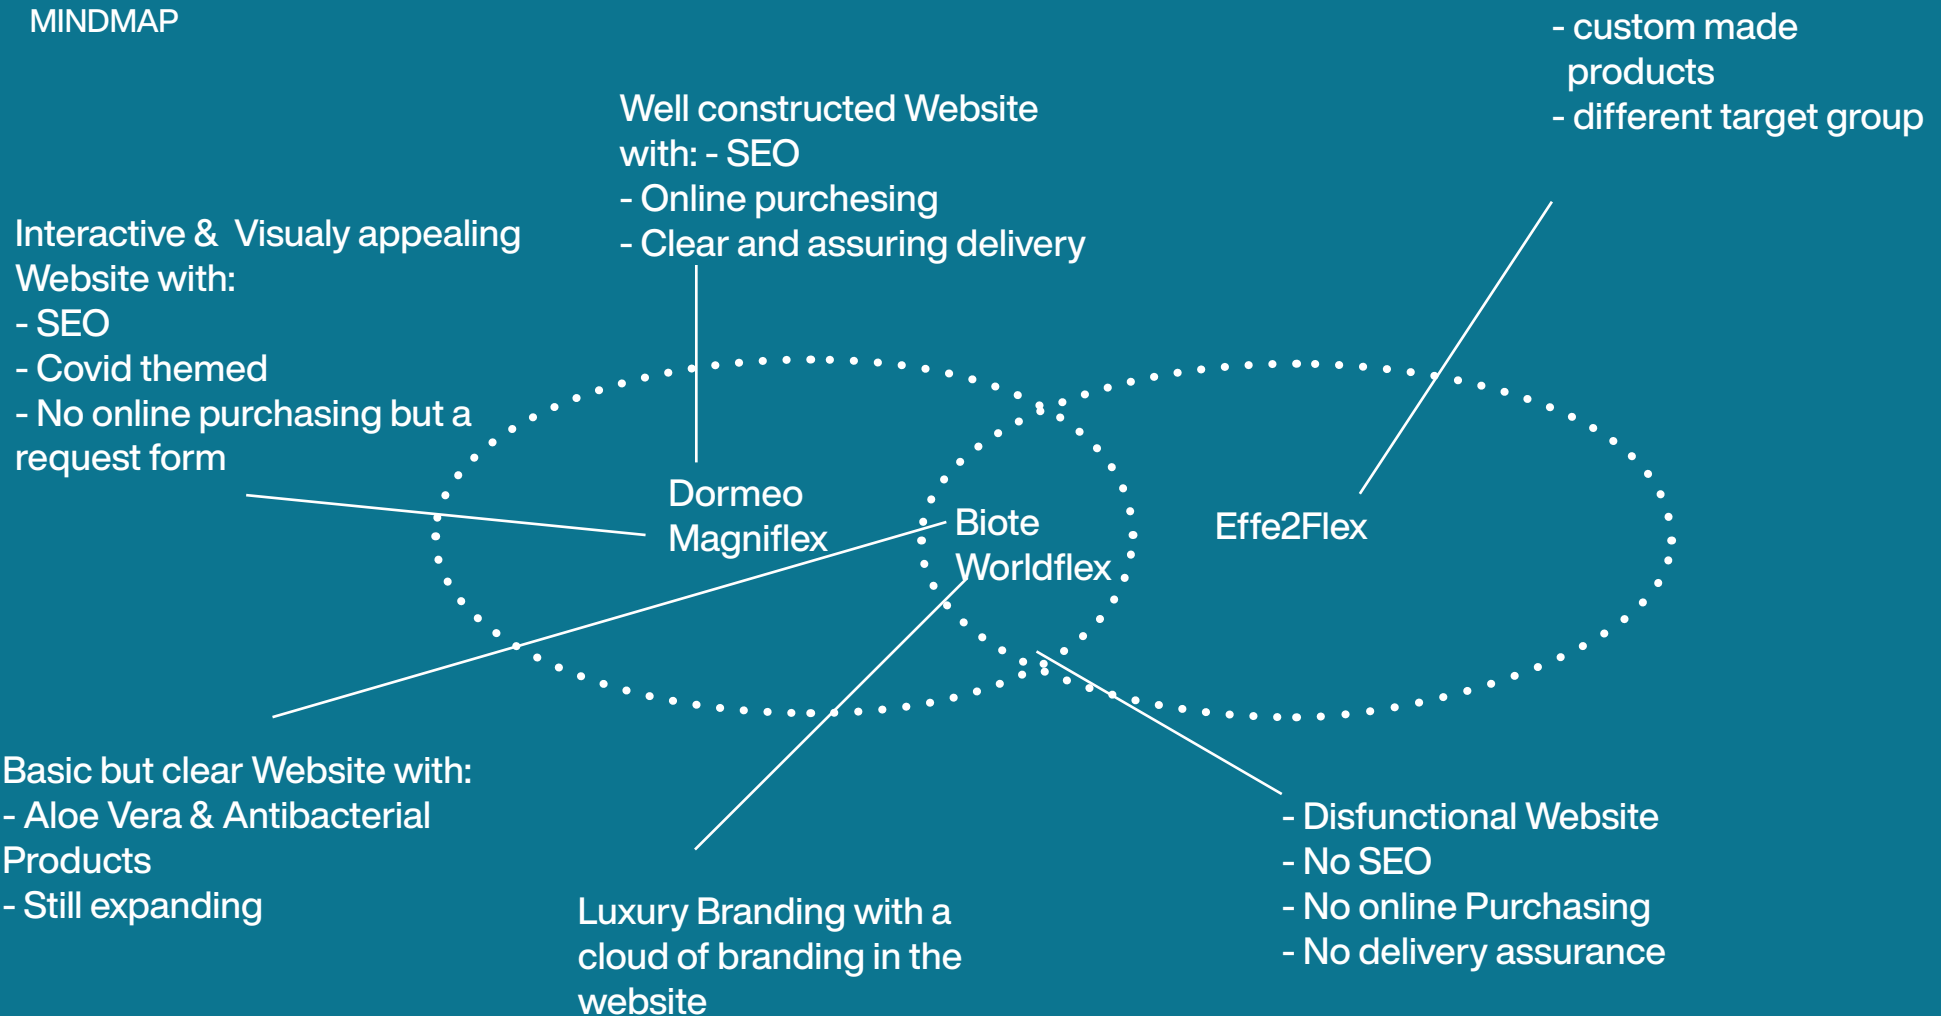 MINDMAP
- custom made
products
- different target group
Well constructed Website
with: - SEO
- Online purchesing
- Clear and assuring delivery
Interactive &  Visualy appealing
Website with:
- SEO
- Covid themed
- No online purchasing but a
request form
Dormeo
Magniflex
Biote
Worldflex
Effe2Flex
Basic but clear Website with:
- Aloe Vera & Antibacterial
Products
- Still expanding
Luxury Branding with a
cloud of branding in the
website
- Disfunctional Website
- No SEO
- No online Purchasing
- No delivery assurance